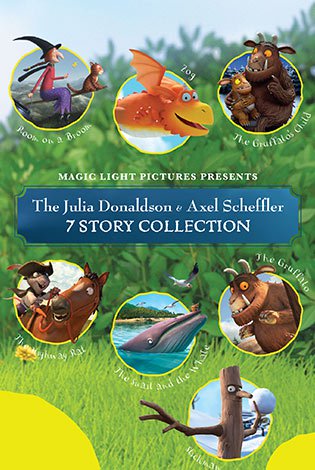 Room on a Broom
Zog
The Gruffalo's Child
MAGIC LIGHT PICTURES PRESENTS
The Julia Donaldson & Axel Scheffler
7 STORY COLLECTION
The Gruffalo
The Highway Rat
The Snail and the Whale
Stickman